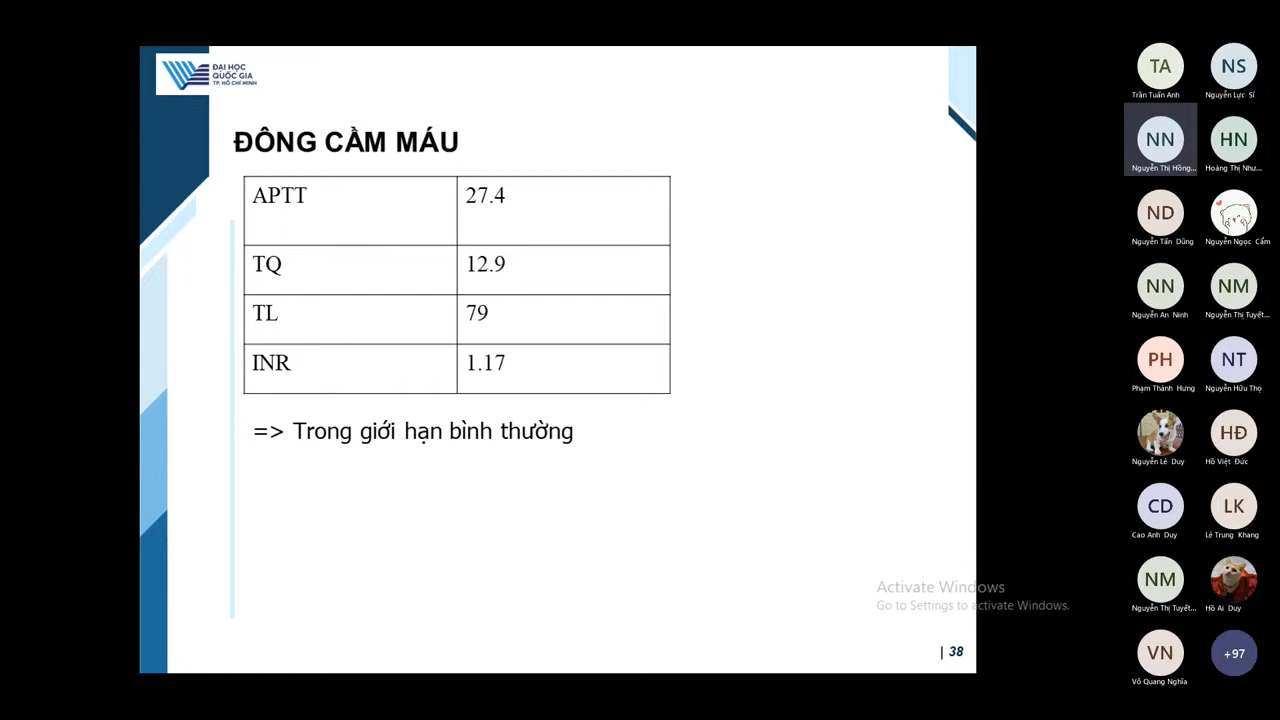 ĐẠI HỌC
QUỐC GIA
TP. HỒ CHÍ MINH
ĐÔNG CẦM MÁU
APTT 27.4
TQ 12.9
TL 79
INR 1.17
=> Trong giới hạn bình thường
Activate Windows
Go to Settings to activate Windows.
| 38
TA NS
Trần Tuấn Anh Nguyễn Lực Sĩ
NN HN
Nguyễn Thị Hồng... Hoàng Thị Như...
ND
Nguyễn Tấn Dũng Nguyễn Ngọc Cẩm
NN NM
Nguyễn An Ninh Nguyễn Thị Tuyết...
PH NT
Phạm Thành Hưng Nguyễn Hữu Thọ
HĐ
Nguyễn Lê Duy Hồ Việt Đức
CD LK
Cao Anh Duy Lê Trung Khang
NM
Nguyễn Thị Tuyết... Hồ Ái Duy
VN +97
Võ Quang Nghĩa